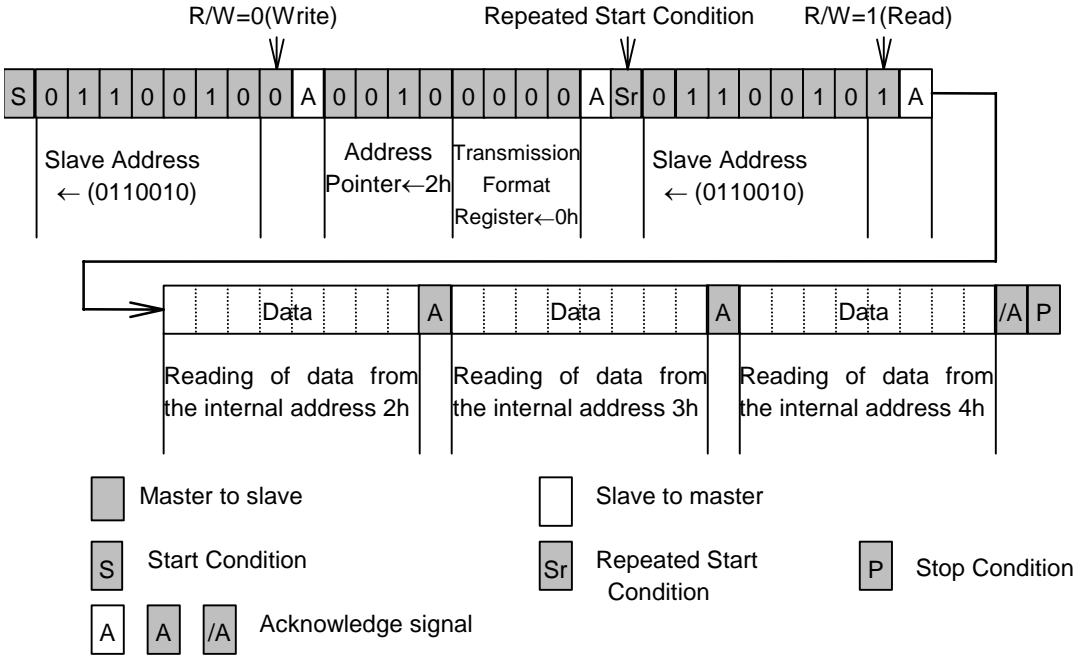 R/W=0(Write) Repeated Start Condition R/W=1(Read)
S 0 1 1 0 0 1 0 0 A 0 0 1 0 0 0 0 0 A Sr 0 1 1 0 0 1 0 1 A
Slave Address
← (0110010)
Address
Pointer←2h
Transmission
Format
Register←0h
Slave Address
← (0110010)
Data A Data A Data /A P
Reading of data from
the internal address 2h
Reading of data from
the internal address 3h
Reading of data from
the internal address 4h
Master to slave
Slave to master
S Start Condition
Sr Repeated Start
Condition
P Stop Condition
A A /A Acknowledge signal